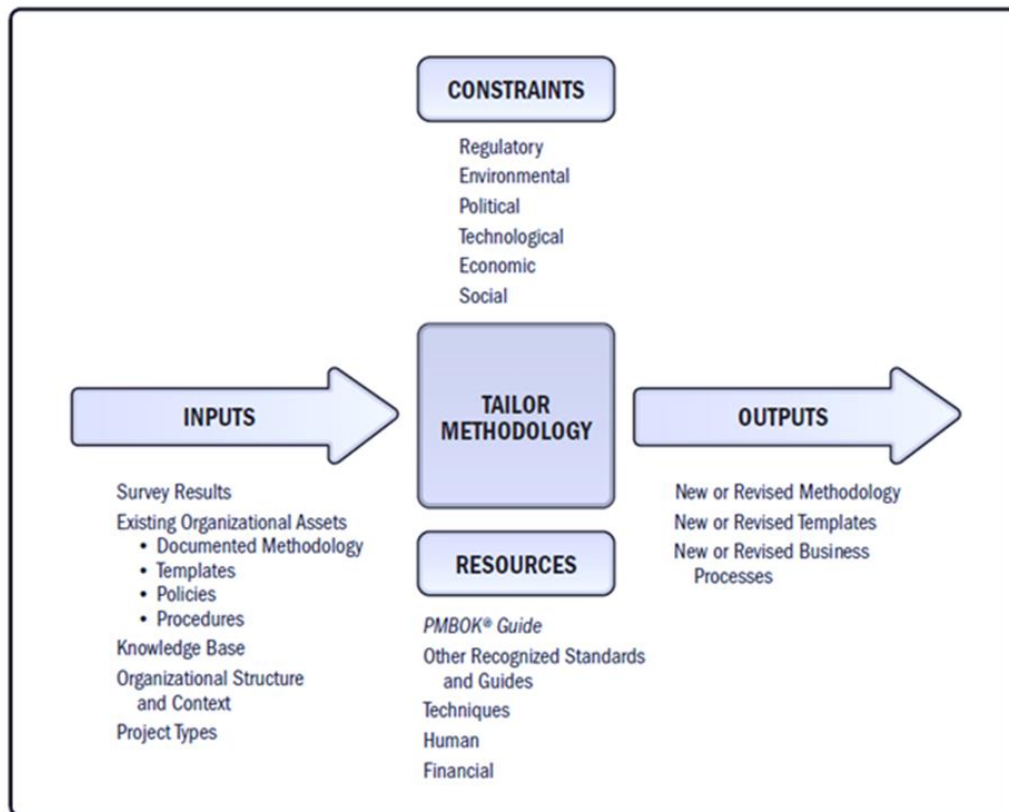 CONSTRAINTS
Regulatory
Environmental
Political
Technological
Economic
Social
INPUTS
TAILOR
METHODOLOGY
OUTPUTS
Survey Results
Existing Organizational Assets
• Documented Methodology
• Templates
• Policies
• Procedures
Knowledge Base
Organizational Structure
and Context
Project Types
RESOURCES
PMBOK® Guide
Other Recognized Standards
and Guides
Techniques
Human
Financial
New or Revised Methodology
New or Revised Templates
New or Revised Business
Processes